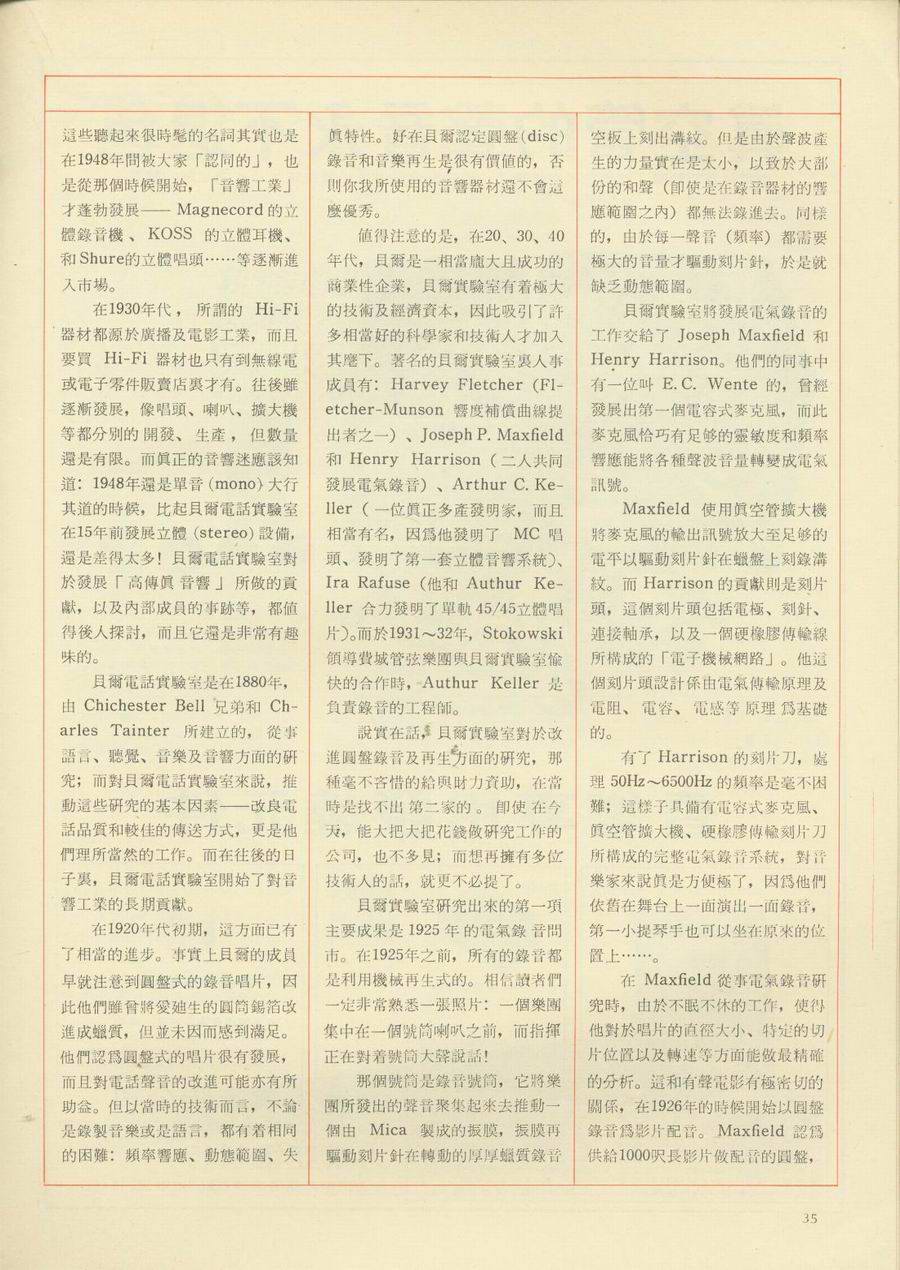 這些聽起來很時髦的名詞其實也是
在1948年間被大家「認同的」，也
是從那個時候開始，「音響工業」
才蓬勃發展—— Magnecord 的立
體錄音機、KOSS 的立體耳機、
和 Shure的立體唱頭……等逐漸進
入市場。
在1930年代，所謂的 Hi-Fi
器材都源於廣播及電影工業，而且
要買 Hi-Fi 器材也只有到無線電
或電子零件販賣店裏才有。往後雖
逐漸發展，像唱頭、喇叭、擴大機
等都分別的開發、生產，但數量
還是有限。而眞正的音響迷應該知
道：1948年還是單音 (mono) 大行
其道的時候，比起貝爾電話實驗室
在15年前發展立體 (stereo) 設備，
還是差得太多！貝爾電話實驗室對
於發展「高傳眞音響」所做的貢
獻，以及內部成員的事跡等，都值
得後人探討，而且它還是非常有趣
味的。
貝爾電話實驗室是在1880年，
由 Chichester Bell 兄弟和 Ch-
arles Tainter 所建立的，從事
語言、聽覺、音樂及音響方面的研
究；而對貝爾電話實驗室來說，推
動這些研究的基本因素——改良電
話品質和較佳的傳送方式，更是他
們理所當然的工作。而在往後的日
子裏，貝爾電話實驗室開始了對音
響工業的長期貢獻。
在1920年代初期，這方面已有
了相當的進步。事實上貝爾的成員
早就注意到圓盤式的錄音唱片，因
此他們雖曾將愛廸生的圓筒錫箔改
進成蠟質，但並未因而感到滿足。
他們認爲圓盤式的唱片很有發展，
而且對電話聲音的改進可能亦有所
助益。但以當時的技術而言，不論
是錄製音樂或是語言，都有着相同
的困難：頻率響應、動態範圍、失
眞特性。好在貝爾認定圓盤(disc)
錄音和音樂再生是很有價値的，否
則你我所使用的音響器材還不會這
麼優秀。
値得注意的是，在20、30、40
年代，貝爾是一相當龐大且成功的
商業性企業，貝爾實驗室有着極大
的技術及經濟資本，因此吸引了許
多相當好的科學家和技術人才加入
其麾下。著名的貝爾實驗室裏人事
成員有：Harvey Fletcher (Fl-
etcher-Munson 響度補償曲線提
出者之一）、Joseph P. Maxfield
和 Henry Harrison（二人共同
發展電氣錄音）、Arthur C. Ke-
ller（一位眞正多產發明家，而且
相當有名，因爲他發明了 MC 唱
頭、發明了第一套立體音響系統）、
Ira Rafuse（他和 Authur Ke-
ller 合力發明了單軌45/45立體唱
片）。而於1931～32年，Stokowski
領導費城管弦樂團與貝爾實驗室愉
快的合作時，Authur Keller 是
負責錄音的工程師。
說實在話，貝爾實驗室對於改
進圓盤錄音及再生方面的研究，那
種毫不吝惜的給與財力資助，在當
時是找不出第二家的。卽使在今
天，能大把大把花錢做研究工作的
公司，也不多見；而想再擁有多位
技術人的話，就更不必提了。
貝爾實驗室研究出來的第一項
主要成果是 1925 年的電氣錄音問
市。在1925年之前，所有的錄音都
是利用機械再生式的。相信讀者們
一定非常熟悉一張照片：一個樂團
集中在一個號筒喇叭之前，而指揮
正在對着號筒大聲說話！
那個號筒是錄音號筒，它將樂
團所發出的聲音聚集起來去推動一
個由 Mica 製成的振膜，振膜再
驅動刻片針在轉動的厚厚蠟質錄音
空板上刻出溝紋。但是由於聲波產
生的力量實在是太小，以致於大部
份的和聲（卽使是在錄音器材的響
應範圍之內）都無法錄進去。同樣
的，由於每一聲音（頻率）都需要
極大的音量才驅動刻片針，於是就
缺乏動態範圍。
貝爾實驗室將發展電氣錄音的
工作交給了 Joseph Maxfield 和
Henry Harrison。他們的同事中
有一位叫 E. C. Wente 的，曾經
發展出第一個電容式麥克風，而此
麥克風恰巧有足够的靈敏度和頻率
響應能將各種聲波音量轉變成電氣
訊號。
Maxfield 使用眞空管擴大機
將麥克風的輸出訊號放大至足够的
電平以驅動刻片針在蠟盤上刻錄溝
紋。而 Harrison 的貢獻則是刻片
頭，這個刻片頭包括電極、刻針、
連接軸承，以及一個硬橡膠傳輸線
所構成的「電子機械網路」。他這
個刻片頭設計係由電氣傳輸原理及
電阻、電容、電感等原理爲基礎
的。
有了 Harrison 的刻片刀，處
理 50Hz～6500Hz 的頻率是毫不困
難；這樣子具備有電容式麥克風、
眞空管擴大機、硬橡膠傳輸刻片刀
所構成的完整電氣錄音系統，對音
樂家來說眞是方便極了，因爲他們
依舊在舞台上一面演出一面錄音，
第一小提琴手也可以坐在原來的位
置上……。
在 Maxfield 從事電氣錄音研
究時，由於不眠不休的工作，使得
他對於唱片的直徑大小、特定的切
片位置以及轉速等方面能做最精確
的分析。這和有聲電影有極密切的
關係，在1926年的時候開始以圓盤
錄音爲影片配音。Maxfield 認爲
供給1000呎長影片做配音的圓盤，
35